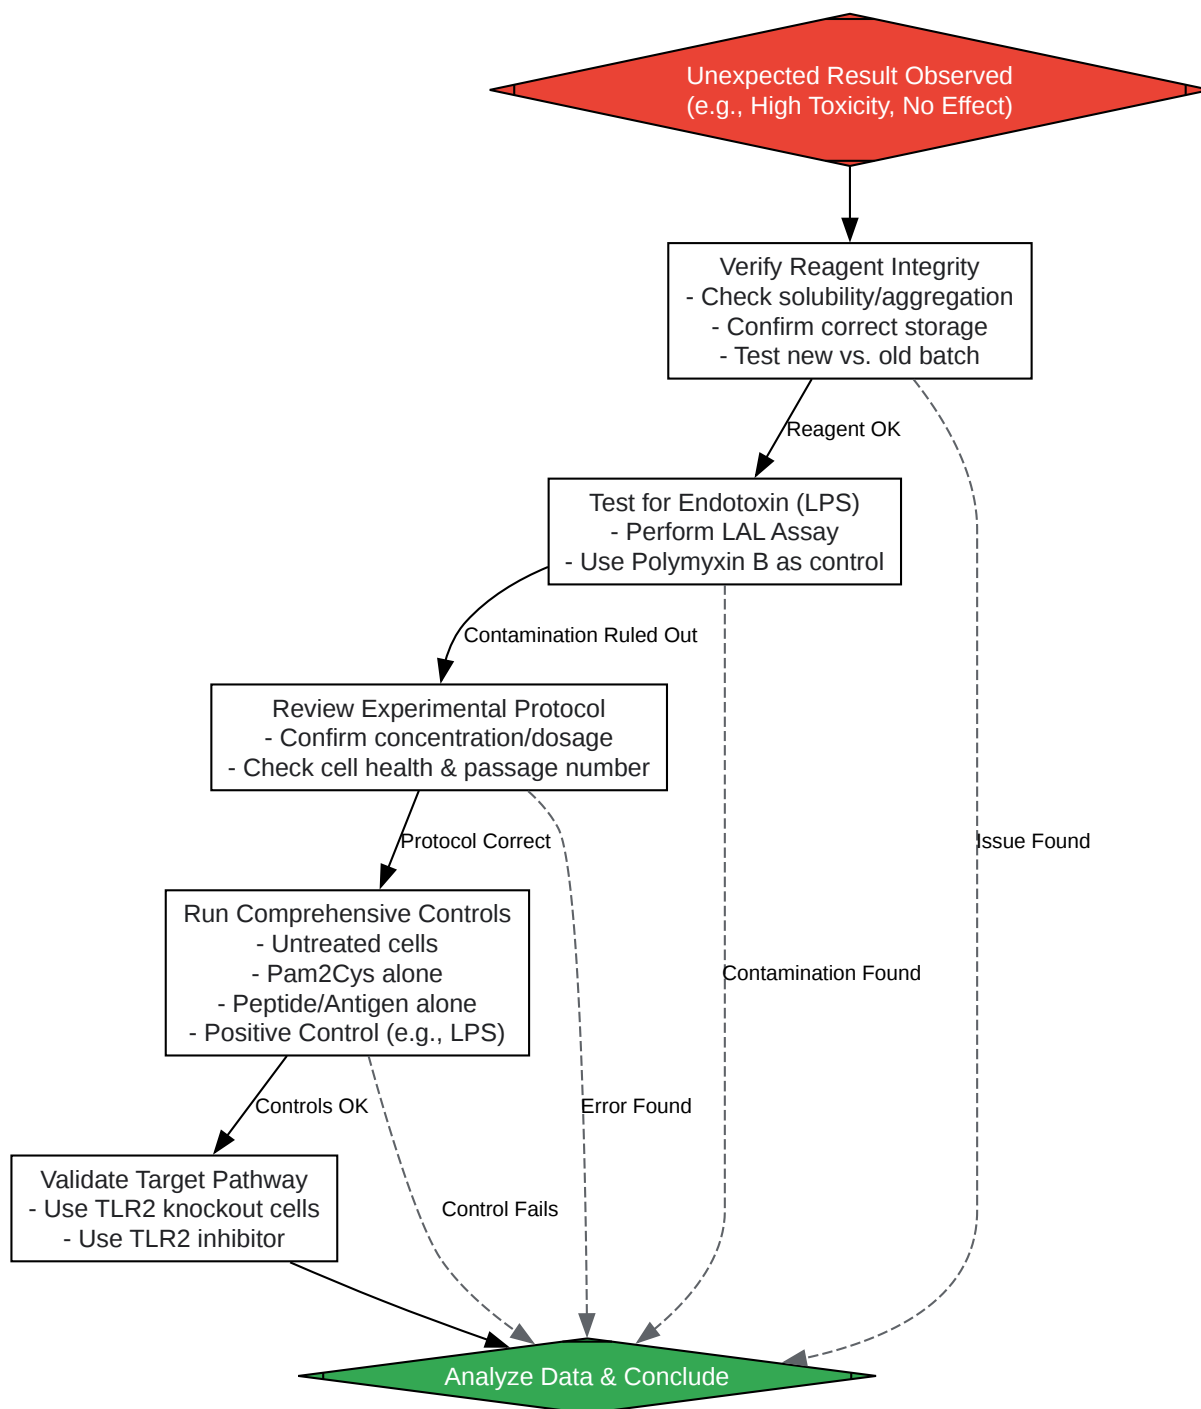 Unexpected Result Observed
(e.g., High Toxicity, No Effect)
Verify Reagent Integrity
- Check solubility/aggregation
- Confirm correct storage
- Test new vs. old batch
Reagent OK
Test for Endotoxin (LPS)
- Perform LAL Assay
- Use Polymyxin B as control
Contamination Ruled Out
Review Experimental Protocol
- Confirm concentration/dosage
- Check cell health & passage number
Protocol Correct
Issue Found
Run Comprehensive Controls
- Untreated cells
- Pam2Cys alone
- Peptide/Antigen alone
- Positive Control (e.g., LPS)
Contamination Found
Controls OK
Error Found
Validate Target Pathway
- Use TLR2 knockout cells
- Use TLR2 inhibitor
Control Fails
Analyze Data & Conclude